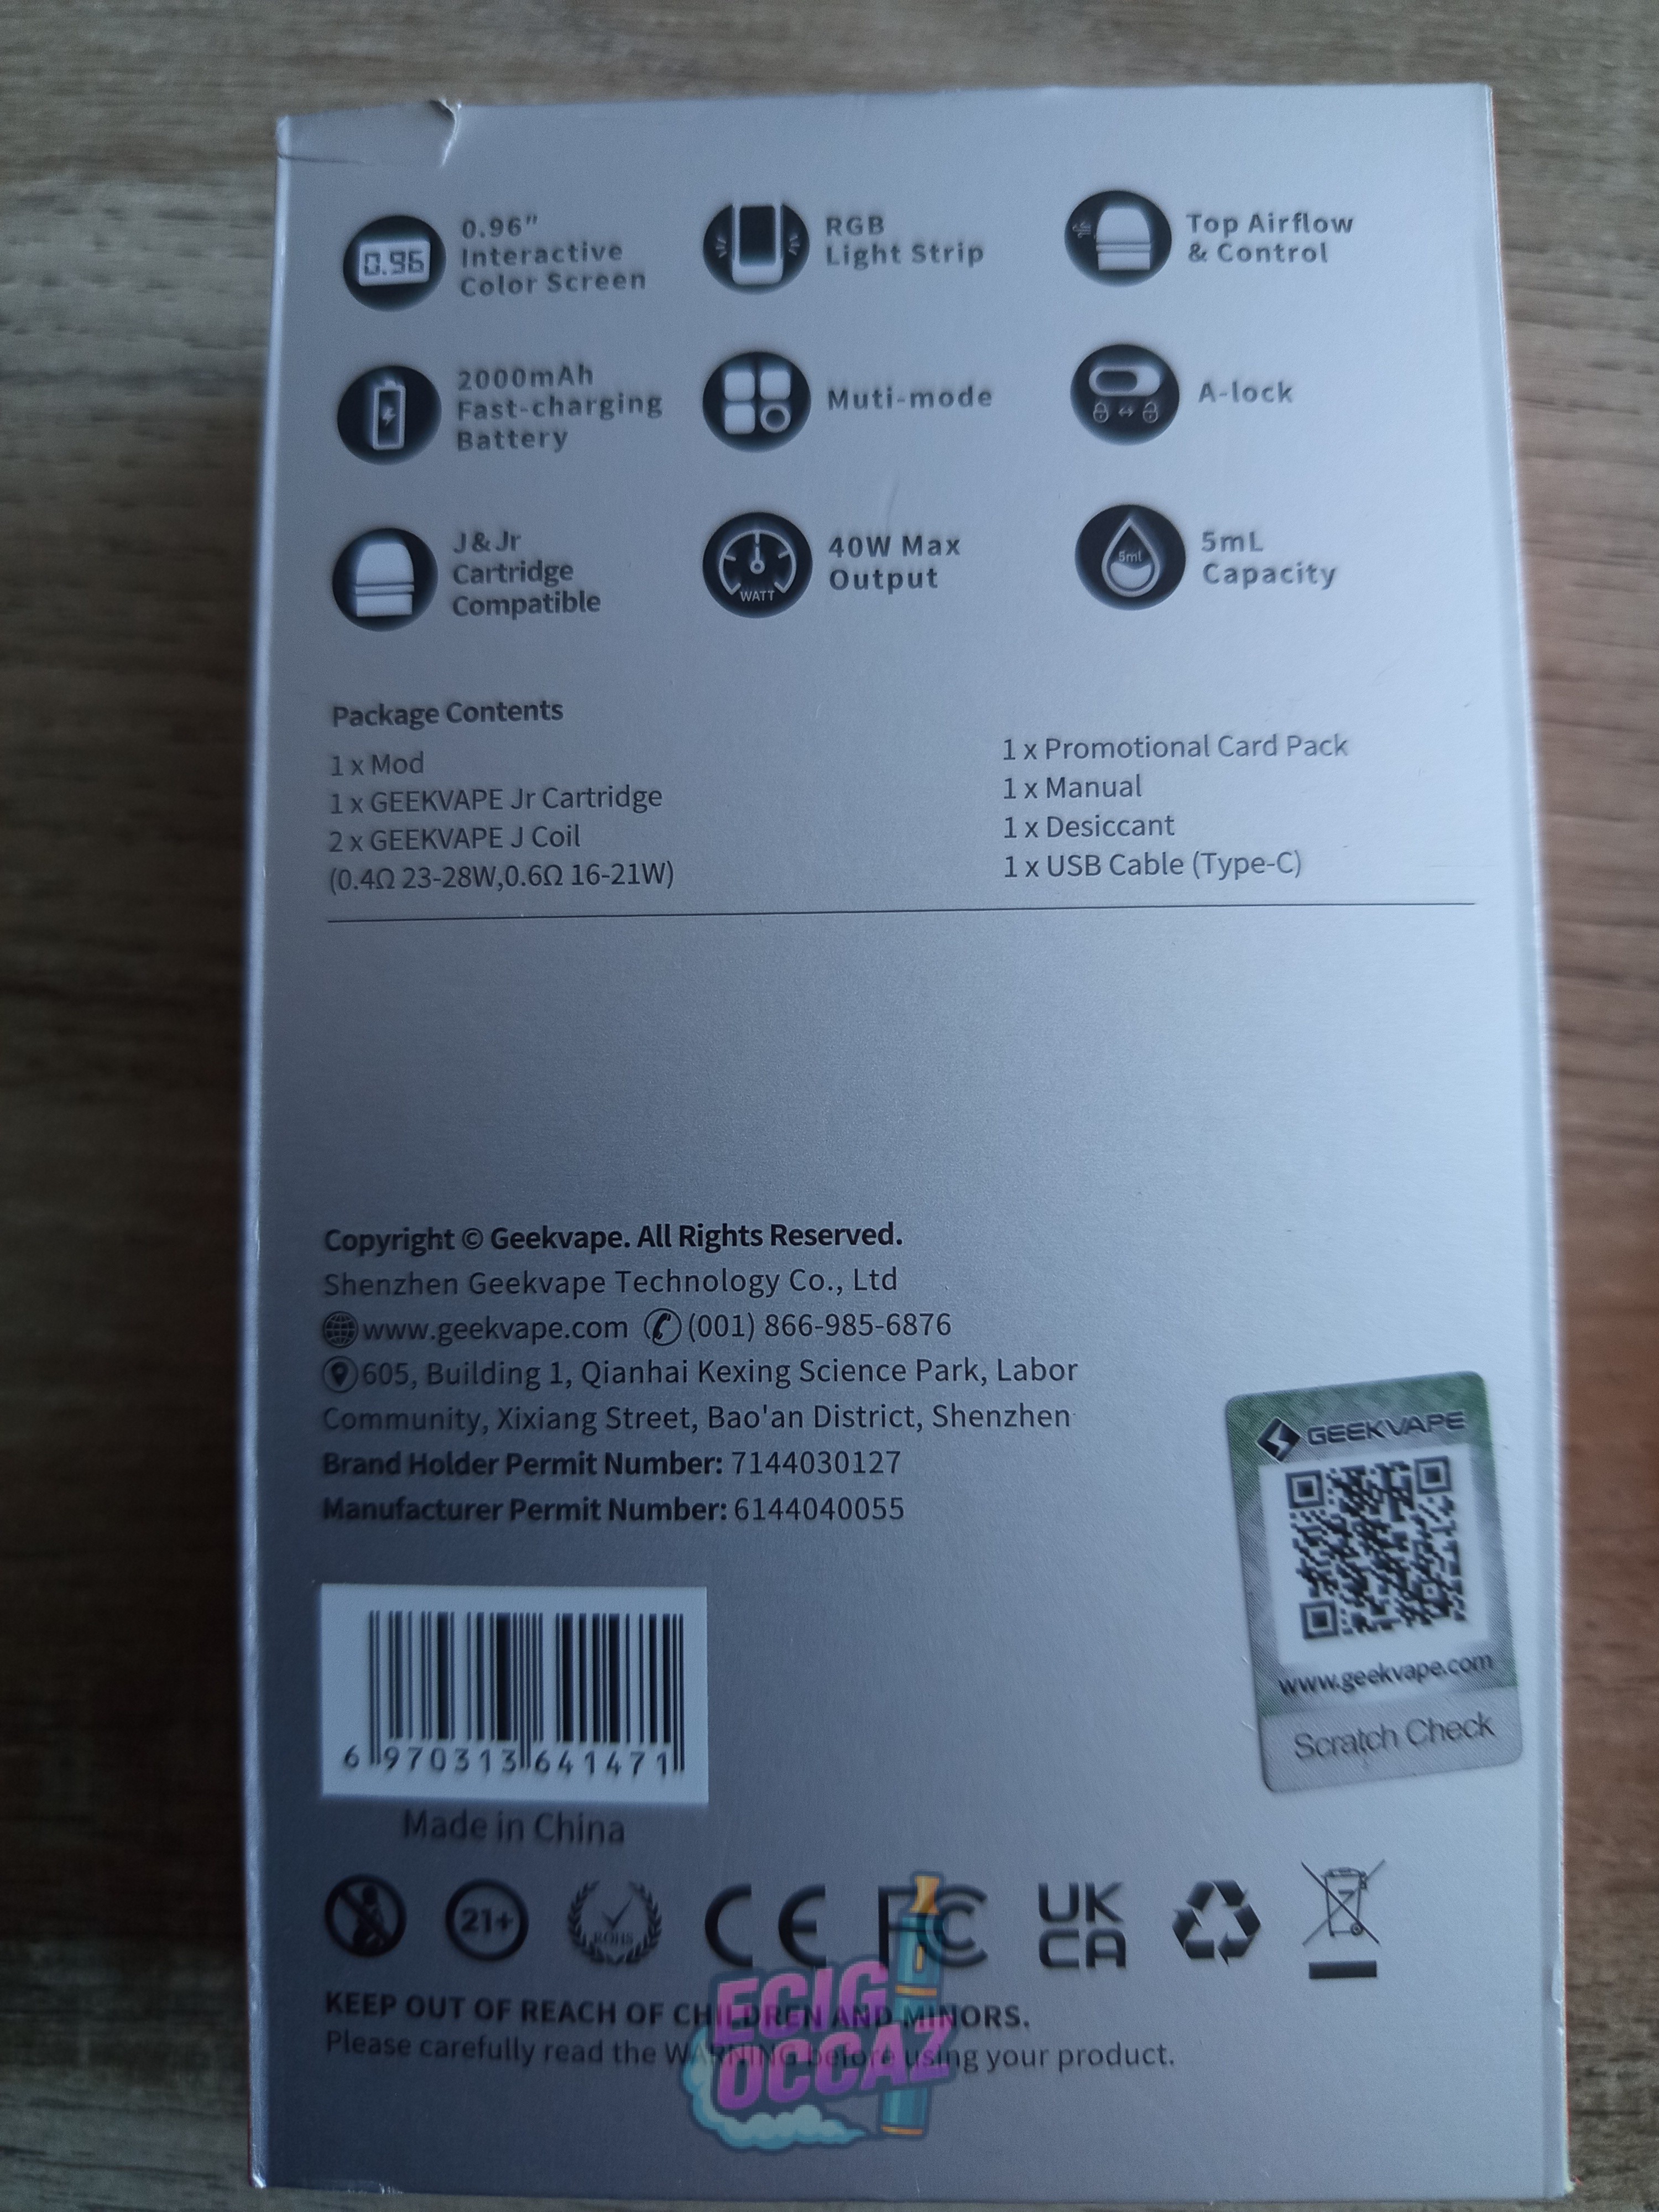 0.96
0.96"
Interactive
Color Screen
RGB
Light Strip
Top Airflow
& Control
2000mAh
Fast-charging
Battery
Muti-mode
A-lock
J&Jr
Cartridge
Compatible
WATT
40W Max
Output
5ml
5mL
Capacity
Package Contents
1 x Mod
1 x GEEKVAPE Jr Cartridge
2 x GEEKVAPE J Coil
(0.4Ω 23-28W,0.6Ω 16-21W)
1 x Promotional Card Pack
1 x Manual
1 x Desiccant
1 x USB Cable (Type-C)
Copyright © Geekvape. All Rights Reserved.
Shenzhen Geekvape Technology Co., Ltd
www.geekvape.com (001) 866-985-6876
605, Building 1, Qianhai Kexing Science Park, Labor
Community, Xixiang Street, Bao'an District, Shenzhen
Brand Holder Permit Number: 7144030127
Manufacturer Permit Number: 6144040055
GEEKVAPE
www.geekvape.com
Scratch Check
6 970313 641471
Made in China
21+
ROHS
CE
FC
UK
CA
KEEP OUT OF REACH OF CHILDREN AND MINORS.
Please carefully read the WARNING before using your product.
ECIG
OCCAZ